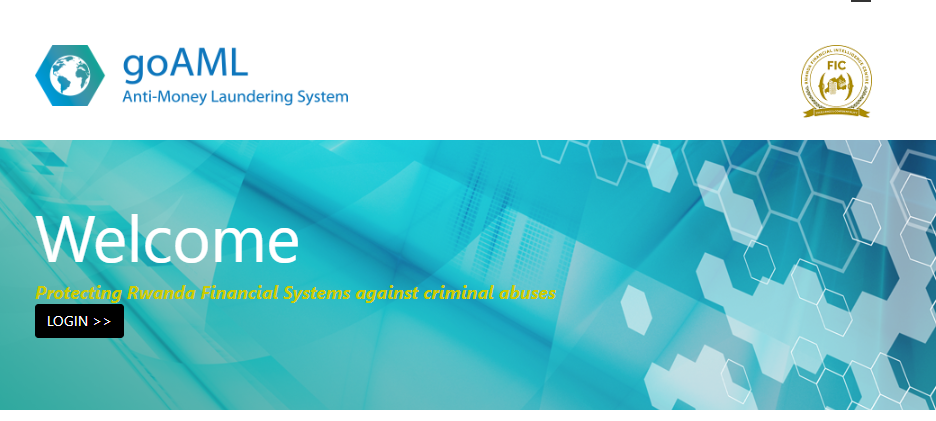 goAML
Anti-Money Laundering System
FIC
Welcome
Protecting Rwanda Financial Systems against criminal abuses
LOGIN >>